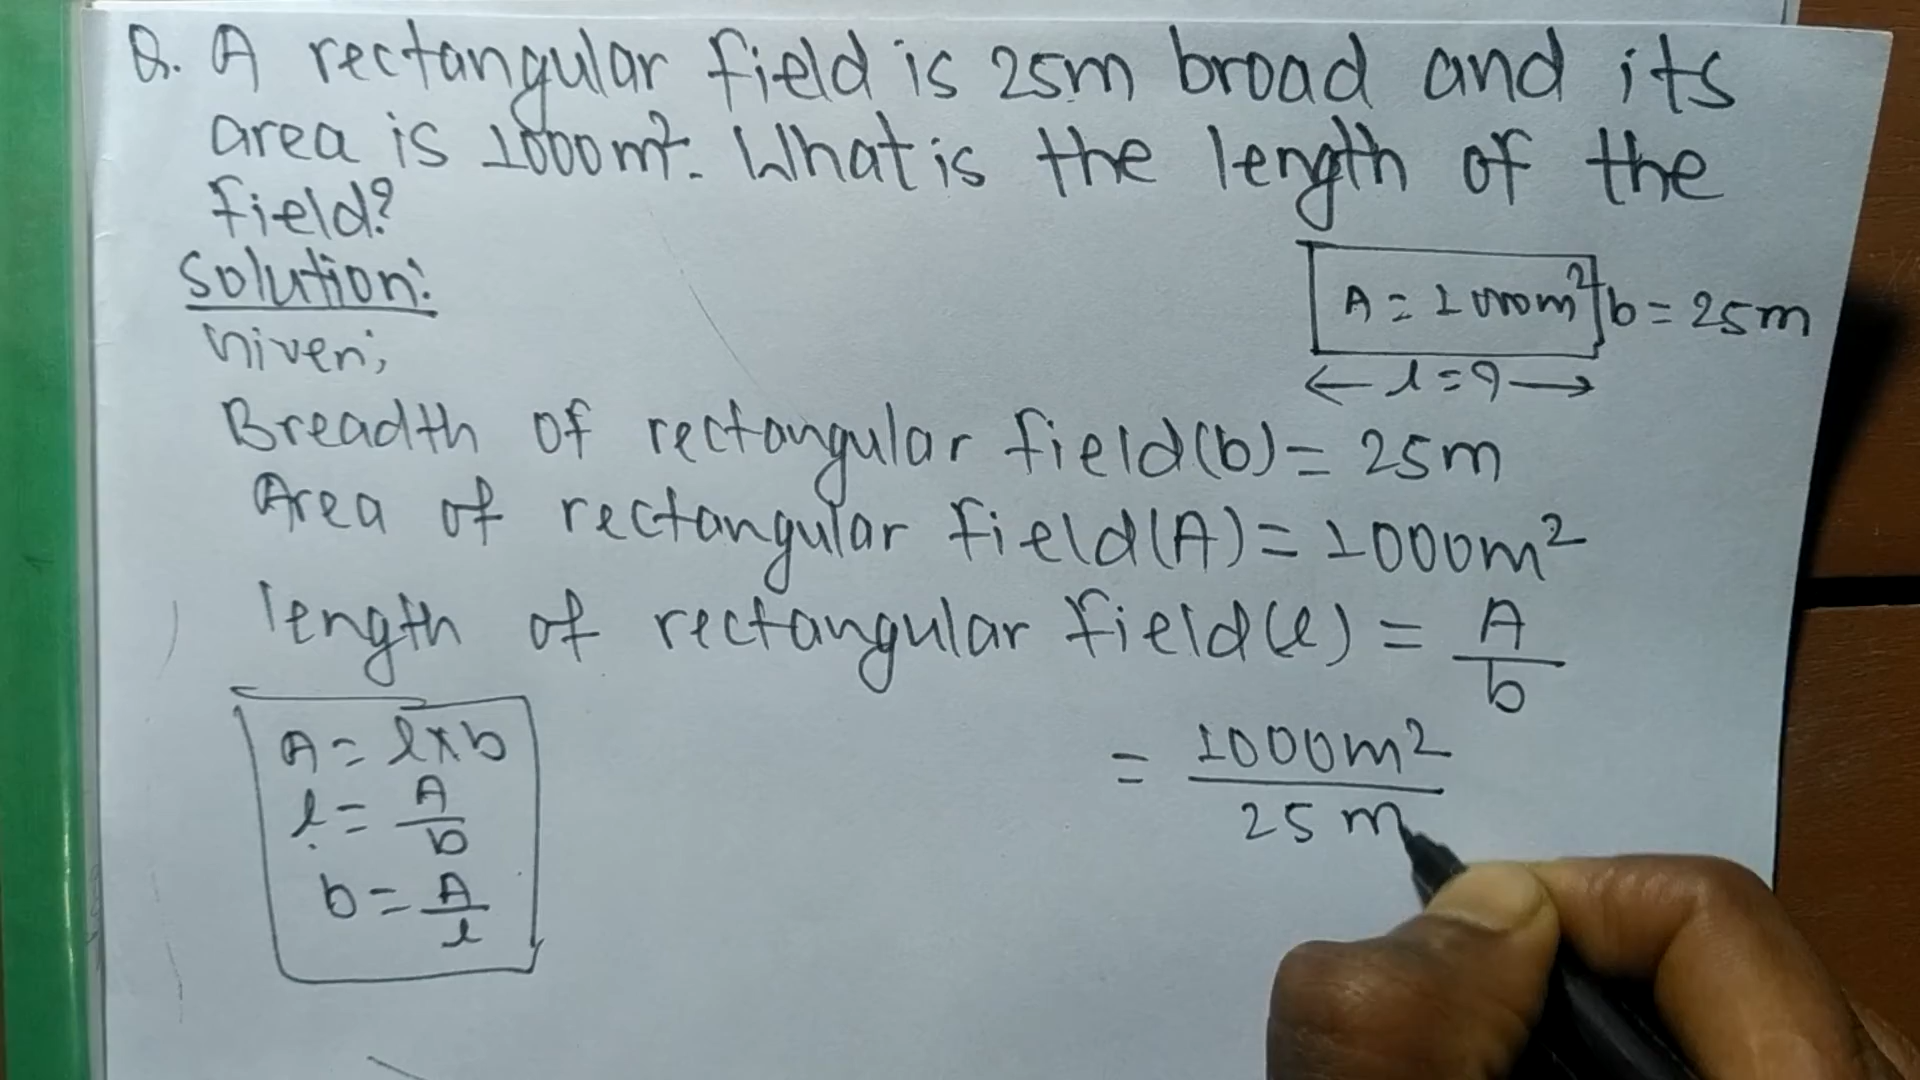 Q. A rectangular field is 25m broad and its
area is 1000m². What is the length of the
field?
Solution:
Given;
A = 1000m² b = 25m
l = ?
Breadth of rectangular field(b) = 25m
Area of rectangular field(A) = 1000m²
length of rectangular field(l) = A/b
= 1000m²/25 m
A = l×b
l = A/b
b = A/l